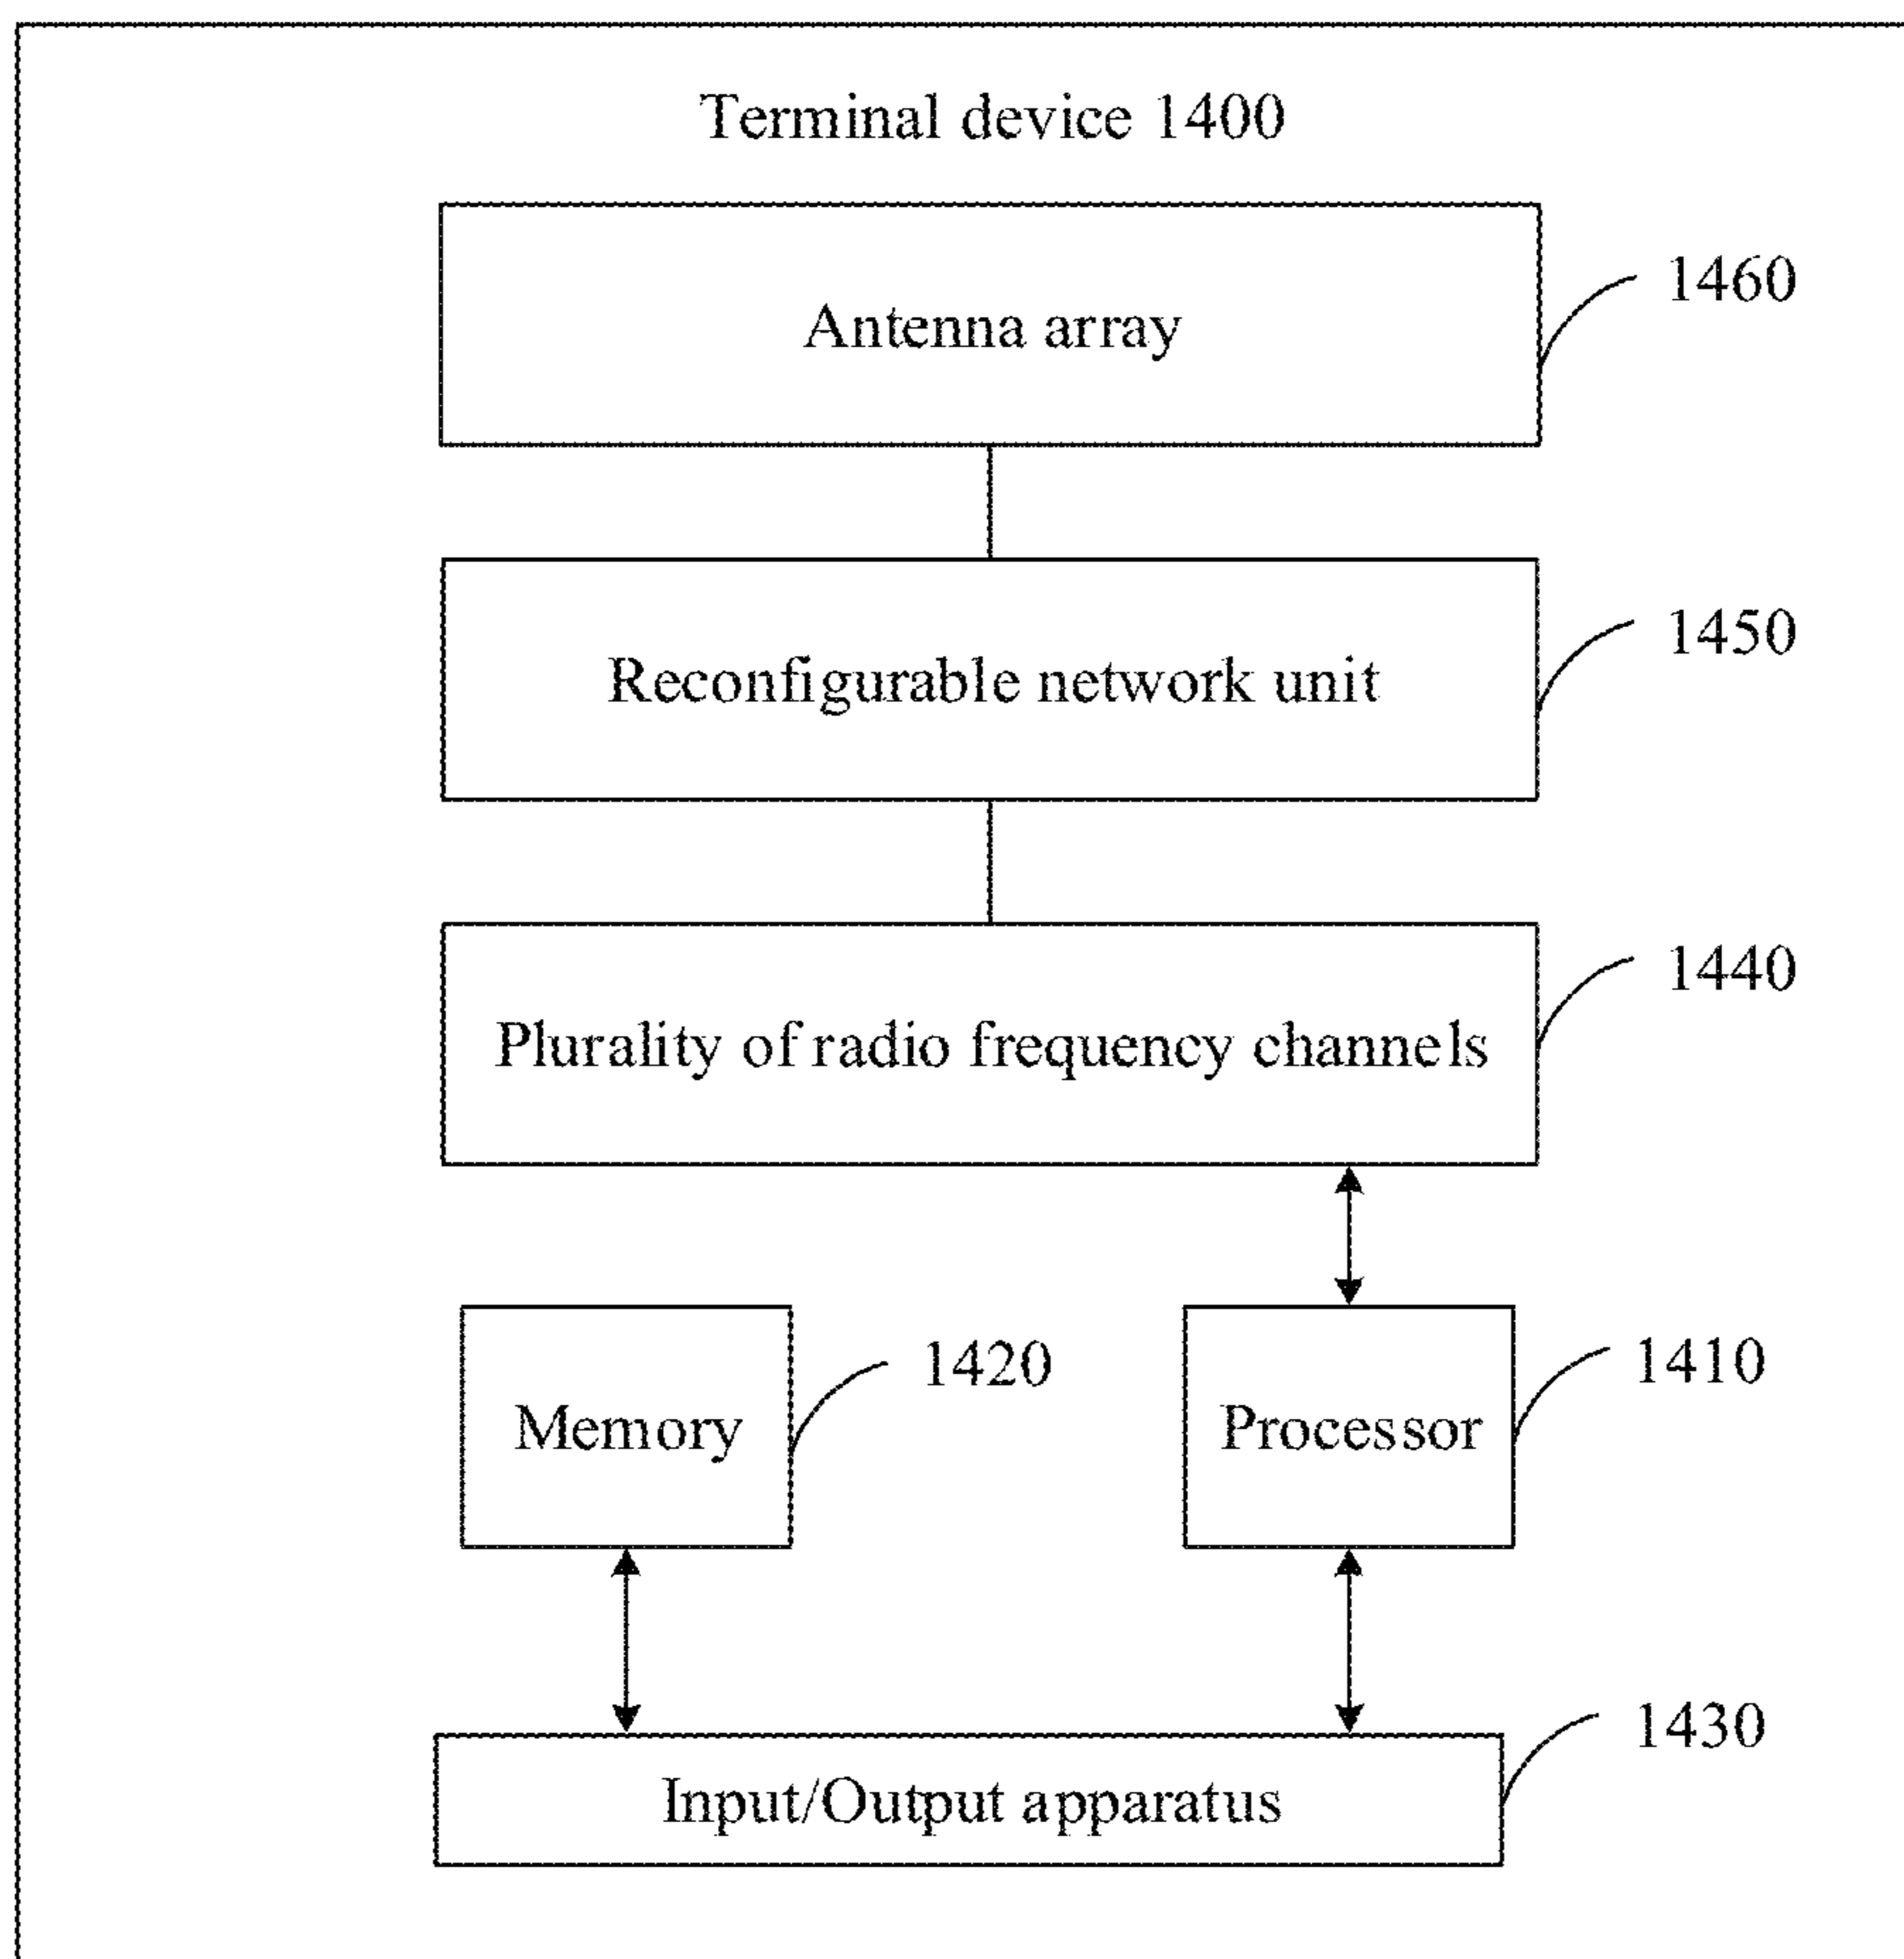 Terminal device 1400
1460
Antenna array
1450
Reconfigurable network unit
1440
Plurality of radio frequency channels
1420
1410
Memory
Processor
1430
Input/Output apparatus